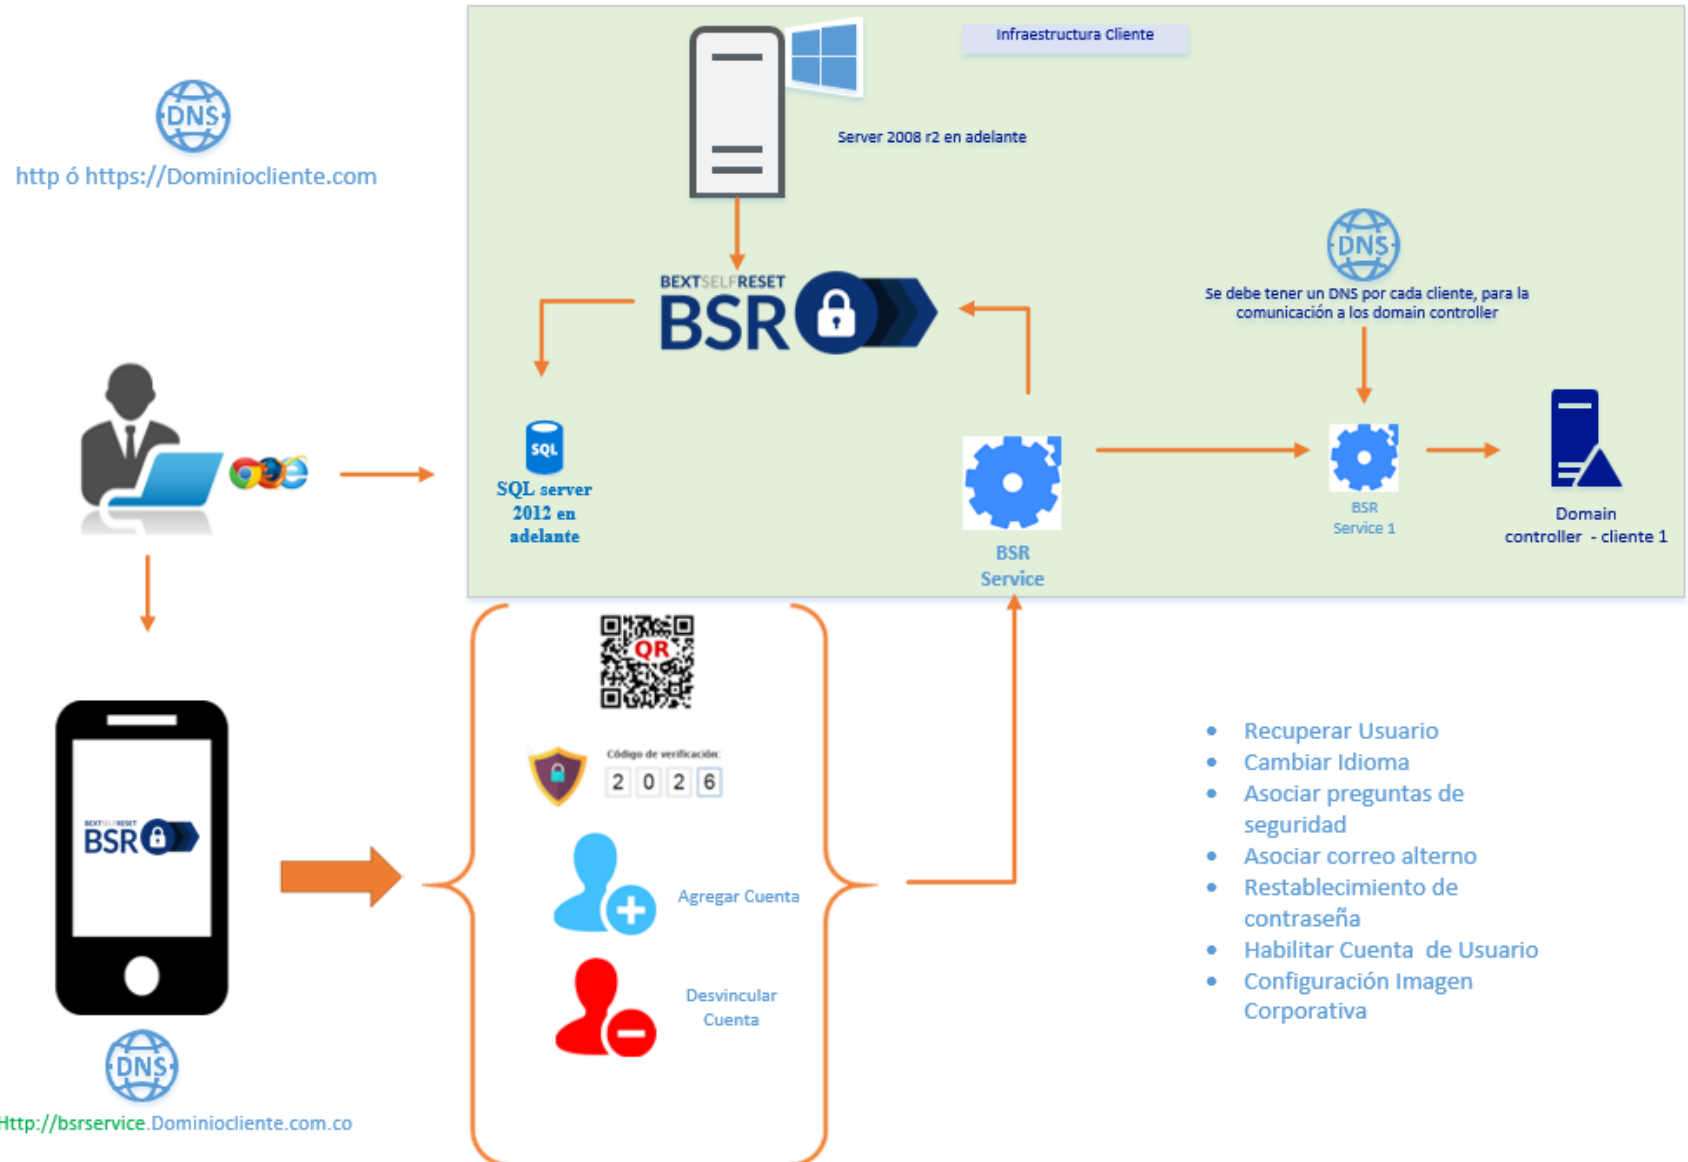 Infraestructura Cliente
DNS
http ó https://Dominiocliente.com
Server 2008 r2 en adelante
DNS
Se debe tener un DNS por cada cliente, para la
comunicación a los domain controller
BEXTSELFRESET
BSR
SQL
SQL server
2012 en
adelante
BSR
Service
BSR
Service 1
Domain
controller - cliente 1
QR
Código de verificación:
2 0 2 6
Agregar Cuenta
Desvincular
Cuenta
BEXTSELFRESET
BSR
DNS
Http://bsrservice.Dominiocliente.com.co
• Recuperar Usuario
• Cambiar Idioma
• Asociar preguntas de
seguridad
• Asociar correo alterno
• Restablecimiento de
contraseña
• Habilitar Cuenta de Usuario
• Configuración Imagen
Corporativa